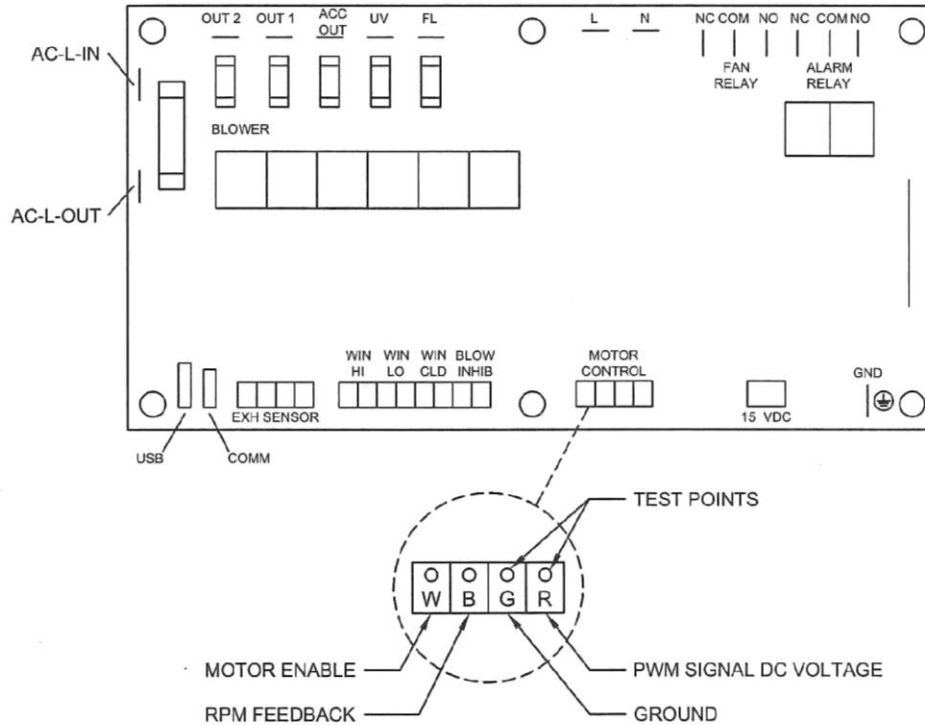 OUT 2 OUT 1 ACC OUT UV FL L N NC COM NO NC COM NO
AC-L-IN
FAN RELAY
ALARM RELAY
BLOWER
AC-L-OUT
WIN HI WIN LO WIN CLD BLOW INHIB
MOTOR CONTROL
GND
EXH SENSOR
15 VDC
USB
COMM
TEST POINTS
W B G R
MOTOR ENABLE
PWM SIGNAL DC VOLTAGE
RPM FEEDBACK
GROUND